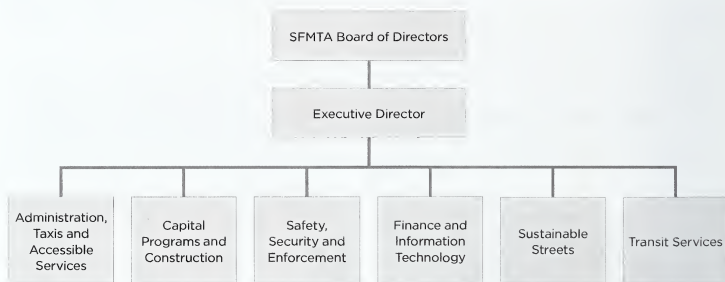 SFMTA Board of Directors
Executive Director
Administration,
Taxis and
Accessible
Services
Capital
Programs and
Construction
Safety,
Security and
Enforcement
Finance and
Information
Technology
Sustainable
Streets
Transit Services